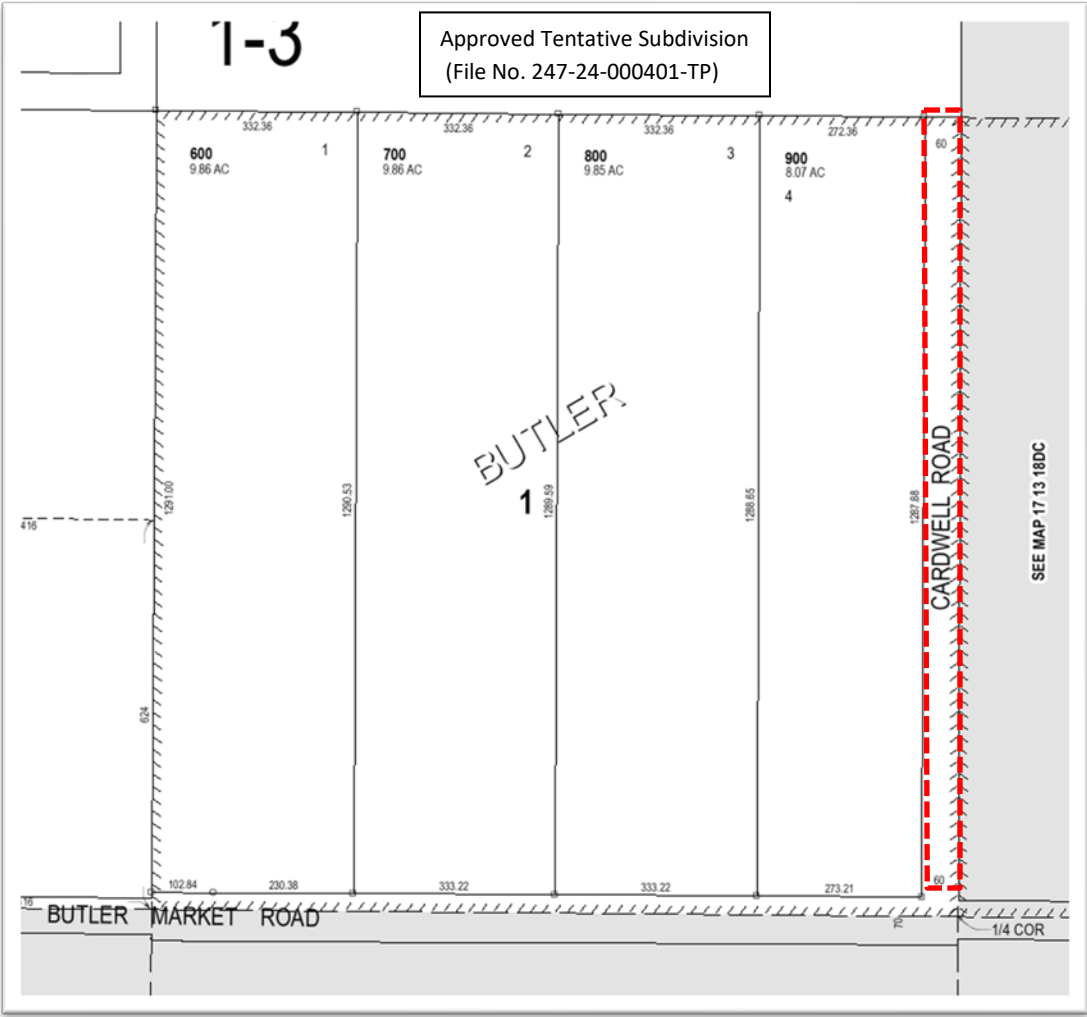 1-3
Approved Tentative Subdivision
(File No. 247-24-000401-TP)
332.36
332.36
332.36
272.36
60
600
9.86 AC
1
700
9.86 AC
2
800
9.85 AC
3
900
8.07 AC
4
BUTLER
1
1291.00
1290.53
1289.59
1288.65
1287.88
CARDWELL ROAD
SEE MAP 17 13 18DC
416
624
102.84
230.38
333.22
333.22
273.21
60
16
BUTLER MARKET ROAD
70
1/4 COR